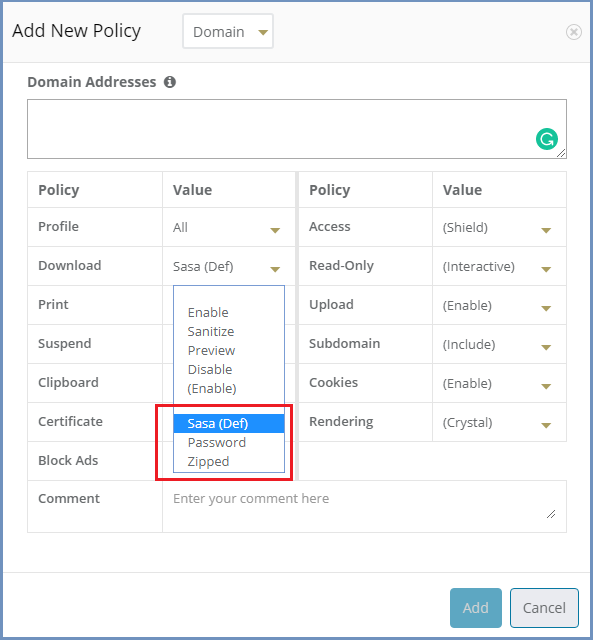 Add New Policy Domain
Domain Addresses
Policy Value Policy Value
Profile All Access (Shield)
Download Sasa (Def) Read-Only (Interactive)
Print Upload (Enable)
Enable
Sanitize
Suspend Subdomain (Include)
Preview
Disable
Clipboard Cookies (Enable)
(Enable)
Certificate Sasa (Def) Rendering (Crystal)
Password
Block Ads Zipped
Comment Enter your comment here
Add Cancel